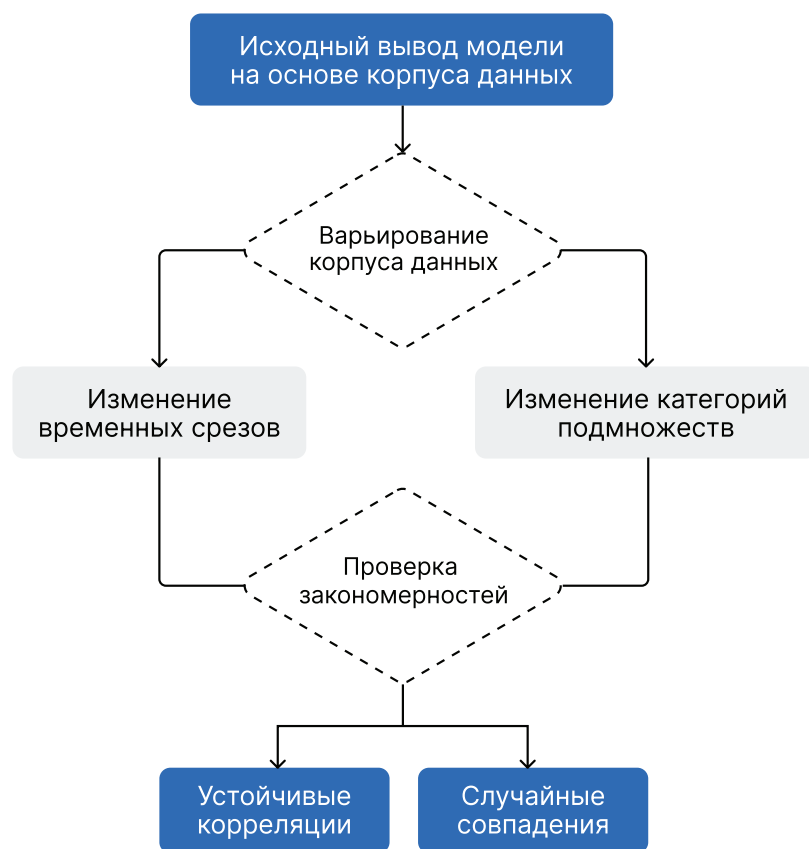 Исходный вывод модели
на основе корпуса данных
Варьирование
корпуса данных
Изменение
временных срезов
Изменение категорий
подмножеств
Проверка
закономерностей
Устойчивые
корреляции
Случайные
совпадения